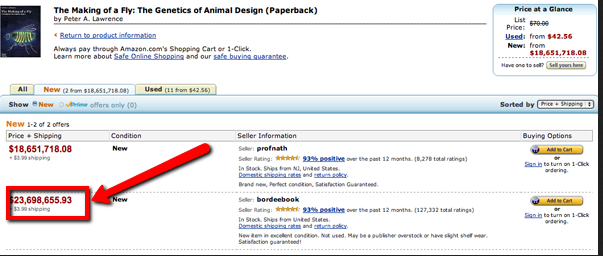 The Making of a Fly: The Genetics of Animal Design (Paperback)
by Peter A. Lawrence
Return to product information
Always pay through Amazon.com's Shopping Cart or 1-Click.
Learn more about Safe Online Shopping and our safe buying guarantee.
Price at a Glance
List Price: $70.00
Used: from $42.56
New: from $18,651,718.08
Have one to sell? Sell yours here
All New (2 from $18,651,718.08) Used (11 from $42.56)
Show New Prime offers only (0) Sorted by Price + Shipping
New 1-2 of 2 offers
Price + Shipping Condition Seller Information Buying Options
$18,651,718.08 New Seller: profnath Add to Cart
+ $3.99 shipping
Seller Rating: 93% positive over the past 12 months. (8,278 total ratings)
or
Sign in to turn on 1-Click ordering.
In Stock. Ships from NJ, United States.
Domestic shipping rates and return policy.
Brand new, Perfect condition, Satisfaction Guaranteed.
$23,698,655.93 New Seller: bordeebook Add to Cart
+ $3.99 shipping
Seller Rating: 93% positive over the past 12 months. (127,332 total ratings)
or
Sign in to turn on 1-Click ordering.
In Stock. Ships from United States.
Domestic shipping rates and return policy.
New item in excellent condition. Not used. May be a publisher overstock or have slight shelf wear.
Satisfaction guaranteed!